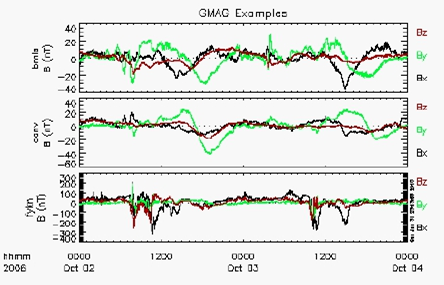 GMAG Examples
bmls
B (nT)
40
20
0
-20
-40
Bz
By
Bx
ccnv
B (nT)
40
20
0
-20
-40
-60
Bz
By
Bx
fykn
B (nT)
300
200
100
0
-100
-200
-300
Bz
By
Bx
hhmm 0000 1200 0000 1200 0000
2006 Oct 02 Oct 03 Oct 04